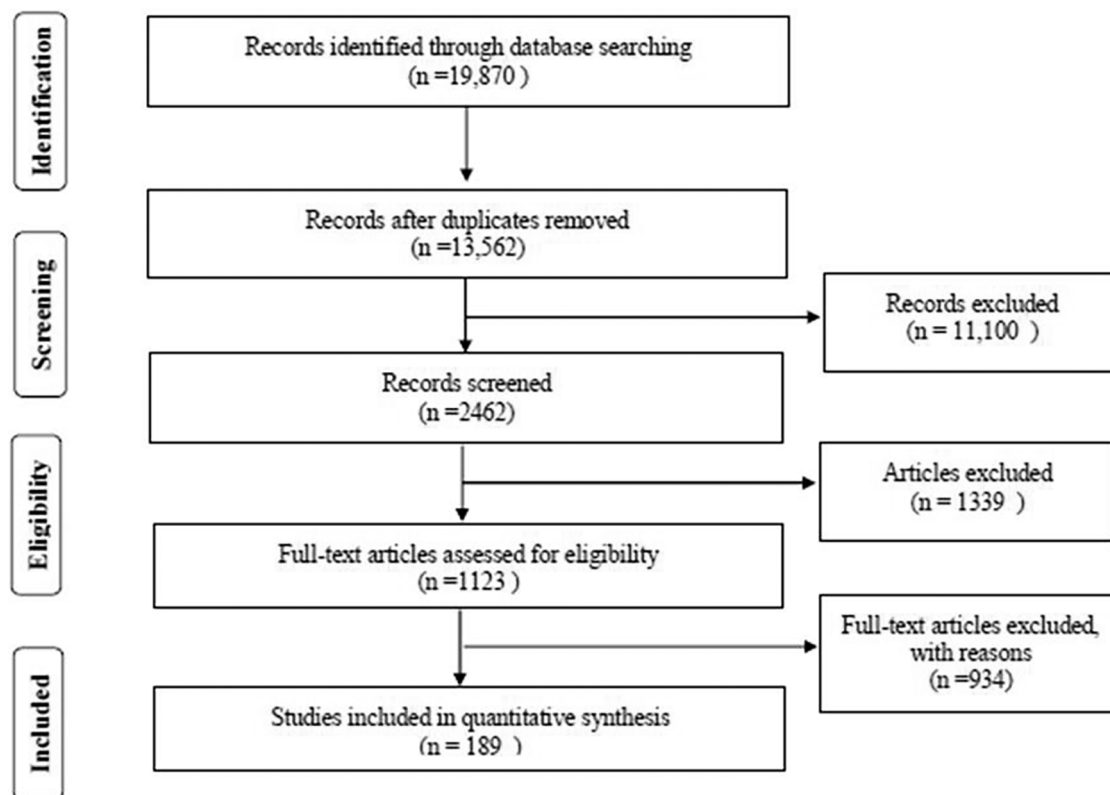 Identification
Records identified through database searching
(n =19,870 )
Records after duplicates removed
(n =13,562)
Screening
Records excluded
(n = 11,100 )
Records screened
(n =2462)
Eligibility
Articles excluded
(n = 1339 )
Full-text articles assessed for eligibility
(n =1123 )
Full-text articles excluded,
with reasons
(n =934)
Included
Studies included in quantitative synthesis
(n = 189 )